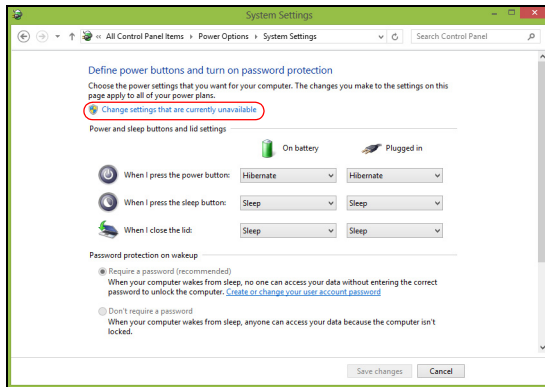 System Settings
« All Control Panel Items ▸ Power Options ▸ System Settings
Search Control Panel
Define power buttons and turn on password protection
Choose the power settings that you want for your computer. The changes you make to the settings on this
page apply to all of your power plans.
Change settings that are currently unavailable
Power and sleep buttons and lid settings
On battery Plugged in
When I press the power button: Hibernate Hibernate
When I press the sleep button: Sleep Sleep
When I close the lid: Sleep Sleep
Password protection on wakeup
Require a password (recommended)
When your computer wakes from sleep, no one can access your data without entering the correct
password to unlock the computer. Create or change your user account password
Don't require a password
When your computer wakes from sleep, anyone can access your data because the computer isn't
locked.
Save changes Cancel